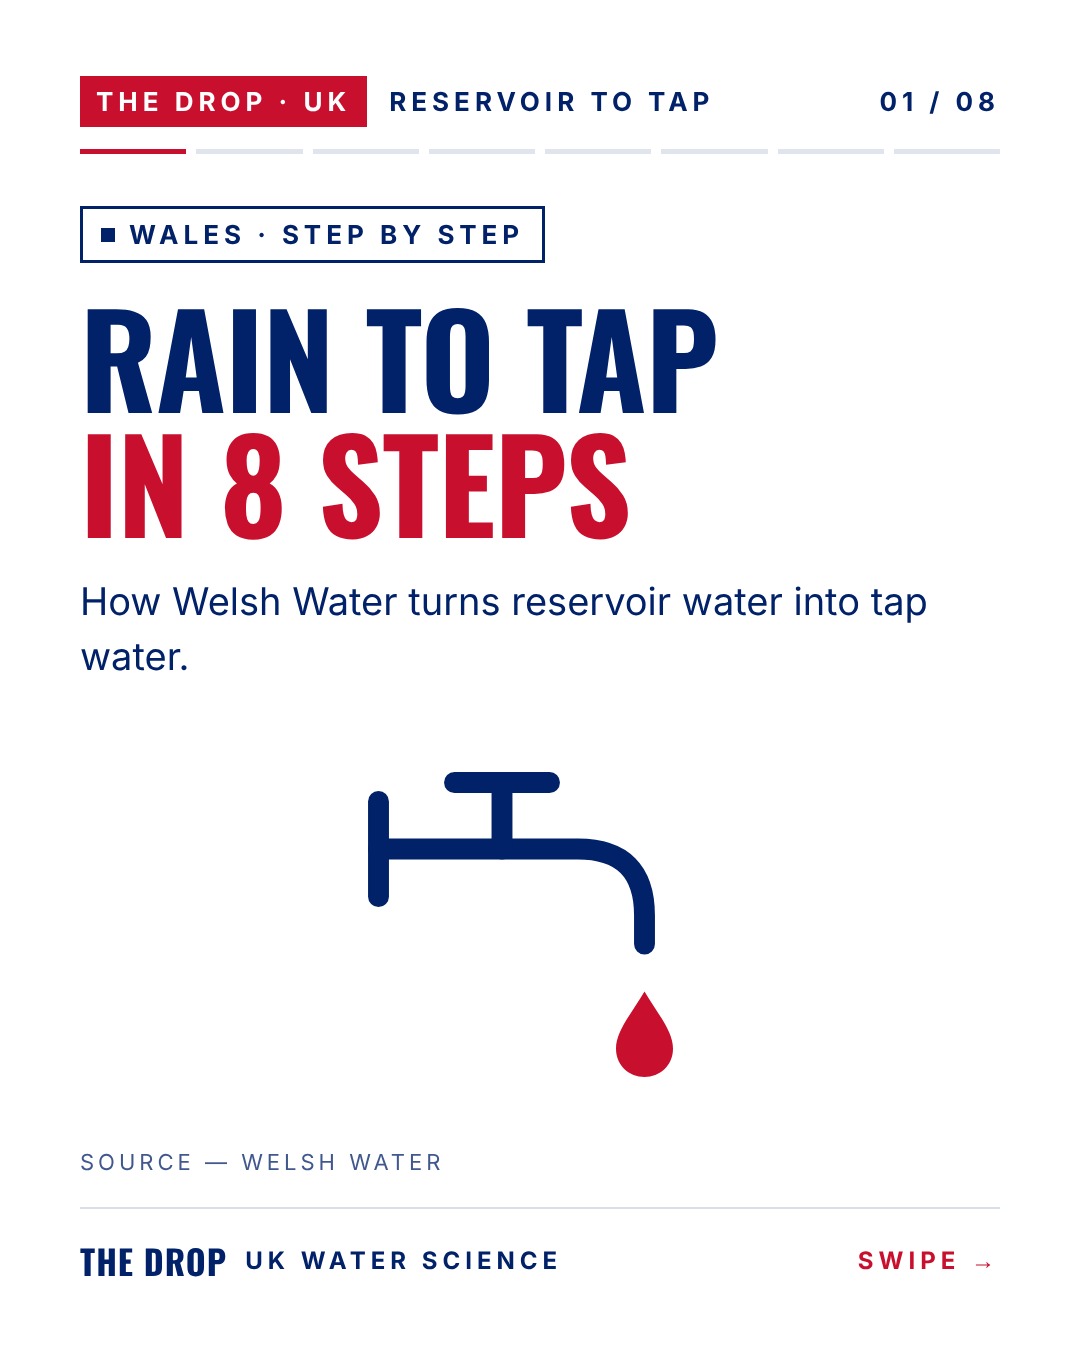 THE DROP · UK RESERVOIR TO TAP 01 / 08
WALES · STEP BY STEP
RAIN TO TAP
IN 8 STEPS
How Welsh Water turns reservoir water into tap
water.
SOURCE — WELSH WATER
THE DROP UK WATER SCIENCE SWIPE →